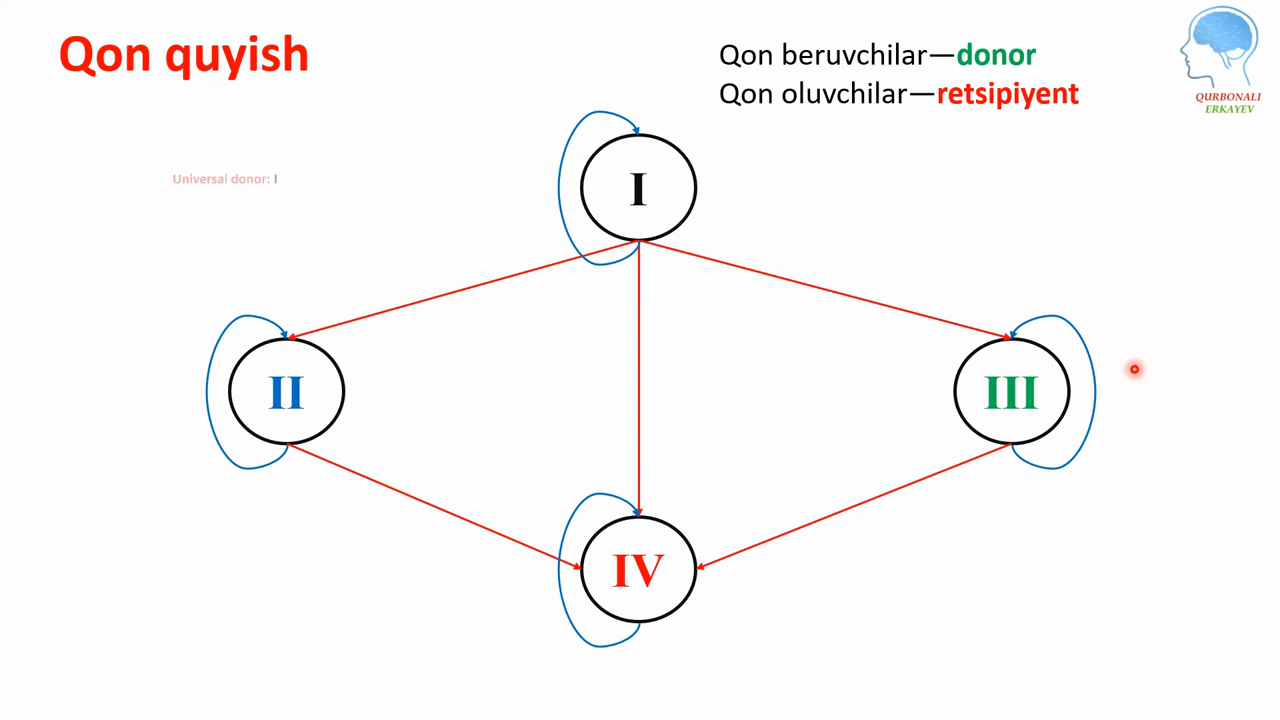 Qon quyish
Qon beruvchilar—donor
Qon oluvchilar—retsipiyent
QURBONALI
ERKAYEV
Universal donor: I
I
II
III
IV